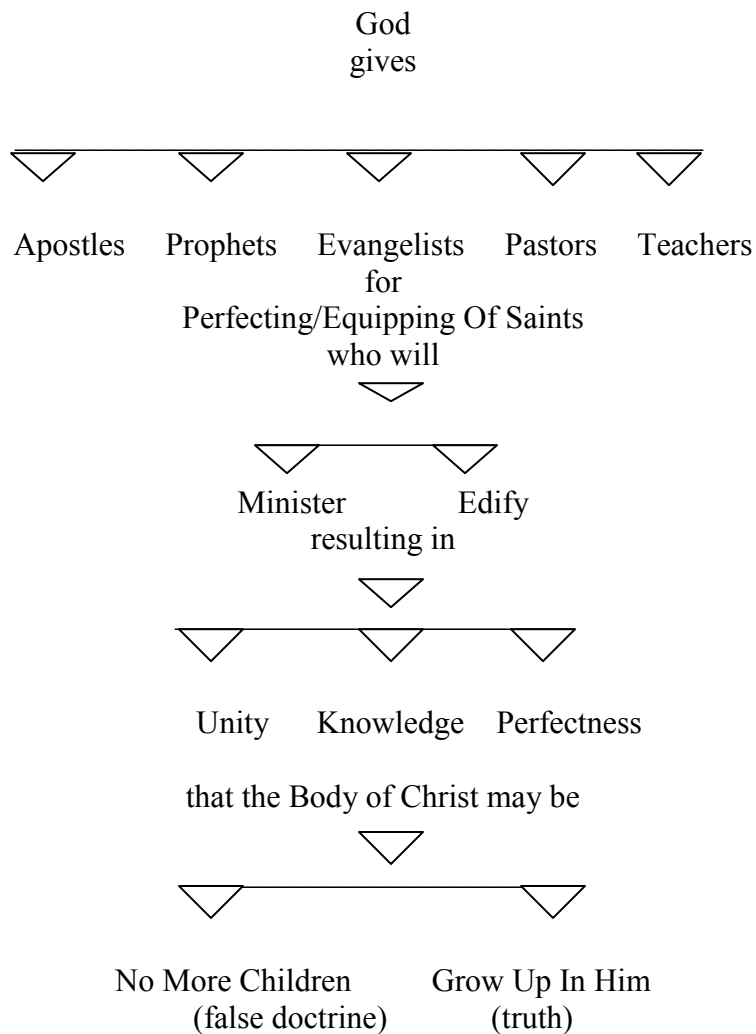 God
gives
Apostles Prophets Evangelists Pastors Teachers
for
Perfecting/Equipping Of Saints
who will
Minister Edify
resulting in
Unity Knowledge Perfectness
that the Body of Christ may be
No More Children Grow Up In Him
(false doctrine) (truth)